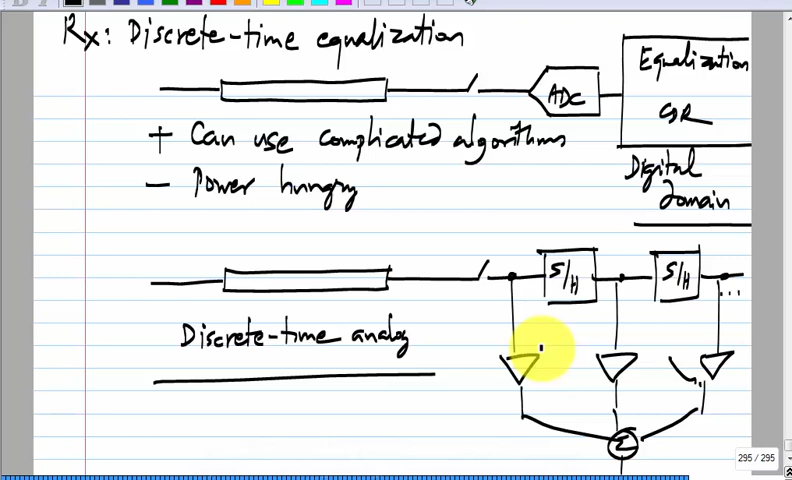 Rx: Discrete-time equalization
ADC
Equalization
CDR
+ Can use complicated algorithms
- Power hungry
Digital
domain
S/H
S/H
...
Discrete-time analog
Σ
295 / 295